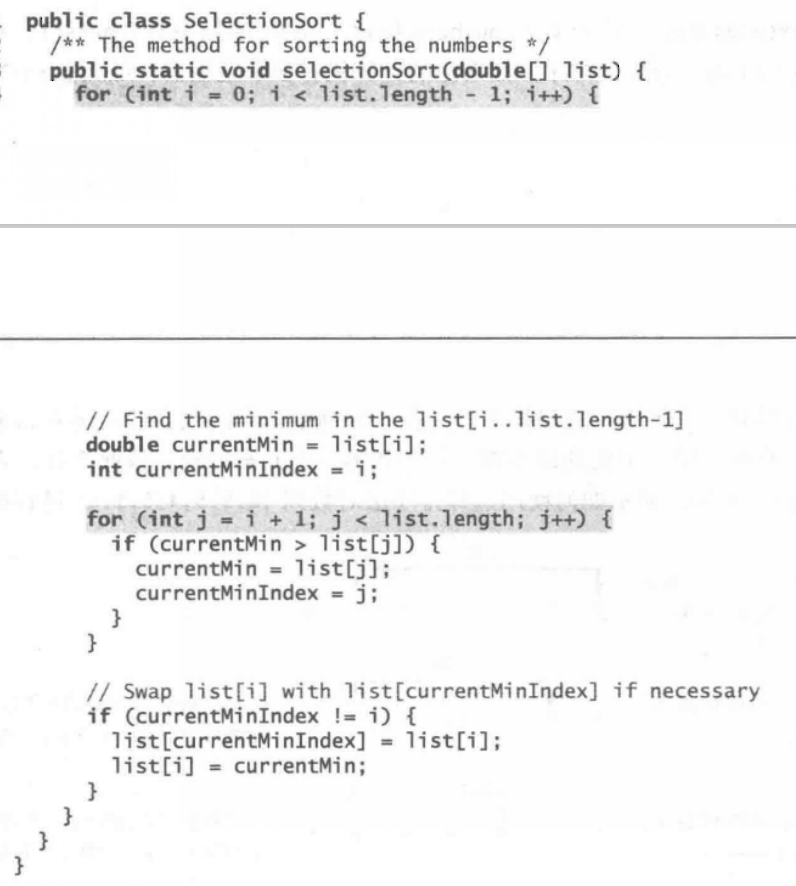 public class SelectionSort {
/** The method for sorting the numbers */
public static void selectionSort(double[] list) {
for (int i = 0; i < list.length - 1; i++) {
// Find the minimum in the list[i..list.length-1]
double currentMin = list[i];
int currentMinIndex = i;
for (int j = i + 1; j < list.length; j++) {
if (currentMin > list[j]) {
currentMin = list[j];
currentMinIndex = j;
}
}
// Swap list[i] with list[currentMinIndex] if necessary
if (currentMinIndex != i) {
list[currentMinIndex] = list[i];
list[i] = currentMin;
}
}
}
}